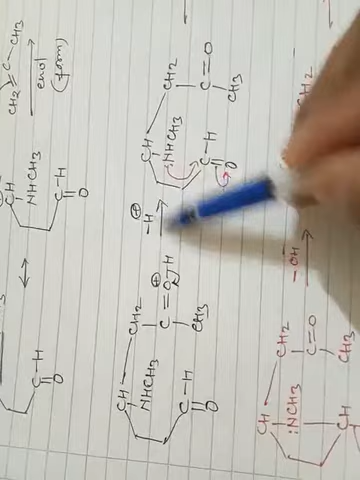 CH CH2=C-CH3
NHCH3 enol
C-H C-H (form)
O O
CH CH2 ⊕ -H ⊕ CH CH2
NHCH3 C=O-H :NHCH3 C=O
C-H CH3 C-H CH3
O O
CH CH2 -OH CH2
:NCH3 C=O
CH3